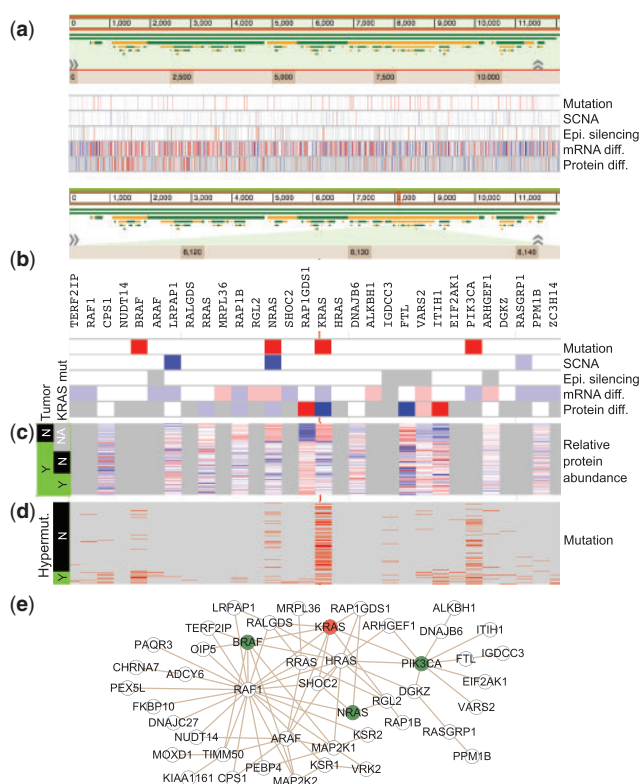 (a)
0 1,000 2,000 3,000 4,000 5,000 6,000 7,000 8,000 9,000 10,000 11,000
0 2,500 5,000 7,500 10,000
Mutation
SCNA
Epi. silencing
mRNA diff.
Protein diff.
0 1,000 2,000 3,000 4,000 5,000 6,000 7,000 8,000 9,000 10,000 11,000
8,120 8,130 8,140
(b)
TERF2IP RAF1 CPS1 NUDT14 BRAF ARAF LRPAP1 RALGDS RRAS MRPL36 RAP1B RGL2 NRAS SHOC2 RAP1GDS1 KRAS HRAS DNAJB6 ALKBH1 IGDCC3 FTL VARS2 ITIH1 EIF2AK1 PIK3CA ARHGEF1 DGKZ RASGRP1 PPM1B ZC3H14
Mutation
SCNA
Epi. silencing
mRNA diff.
Protein diff.
Tumor
KRAS mut
(c)
N NA
Y N
Y
Relative
protein
abundance
(d)
Hypermut.
N
Y
Mutation
(e)
LRPAP1 MRPL36 RAP1GDS1 ALKBH1
TERF2IP RALGDS KRAS ARHGEF1 DNAJB6 ITIH1
PAQR3 OIP5 BRAF
CHRNA7 ADCY6 RRAS HRAS PIK3CA FTL IGDCC3
PEX5L RAF1 SHOC2 DGKZ EIF2AK1
FKBP10 NRAS RGL2 VARS2
DNAJC27 RAP1B
NUDT14 ARAF KSR2 RASGRP1
MOXD1 TIMM50 MAP2K1 PPM1B
KIAA1161 CPS1 PEBP4 KSR1 VRK2
MAP2K2